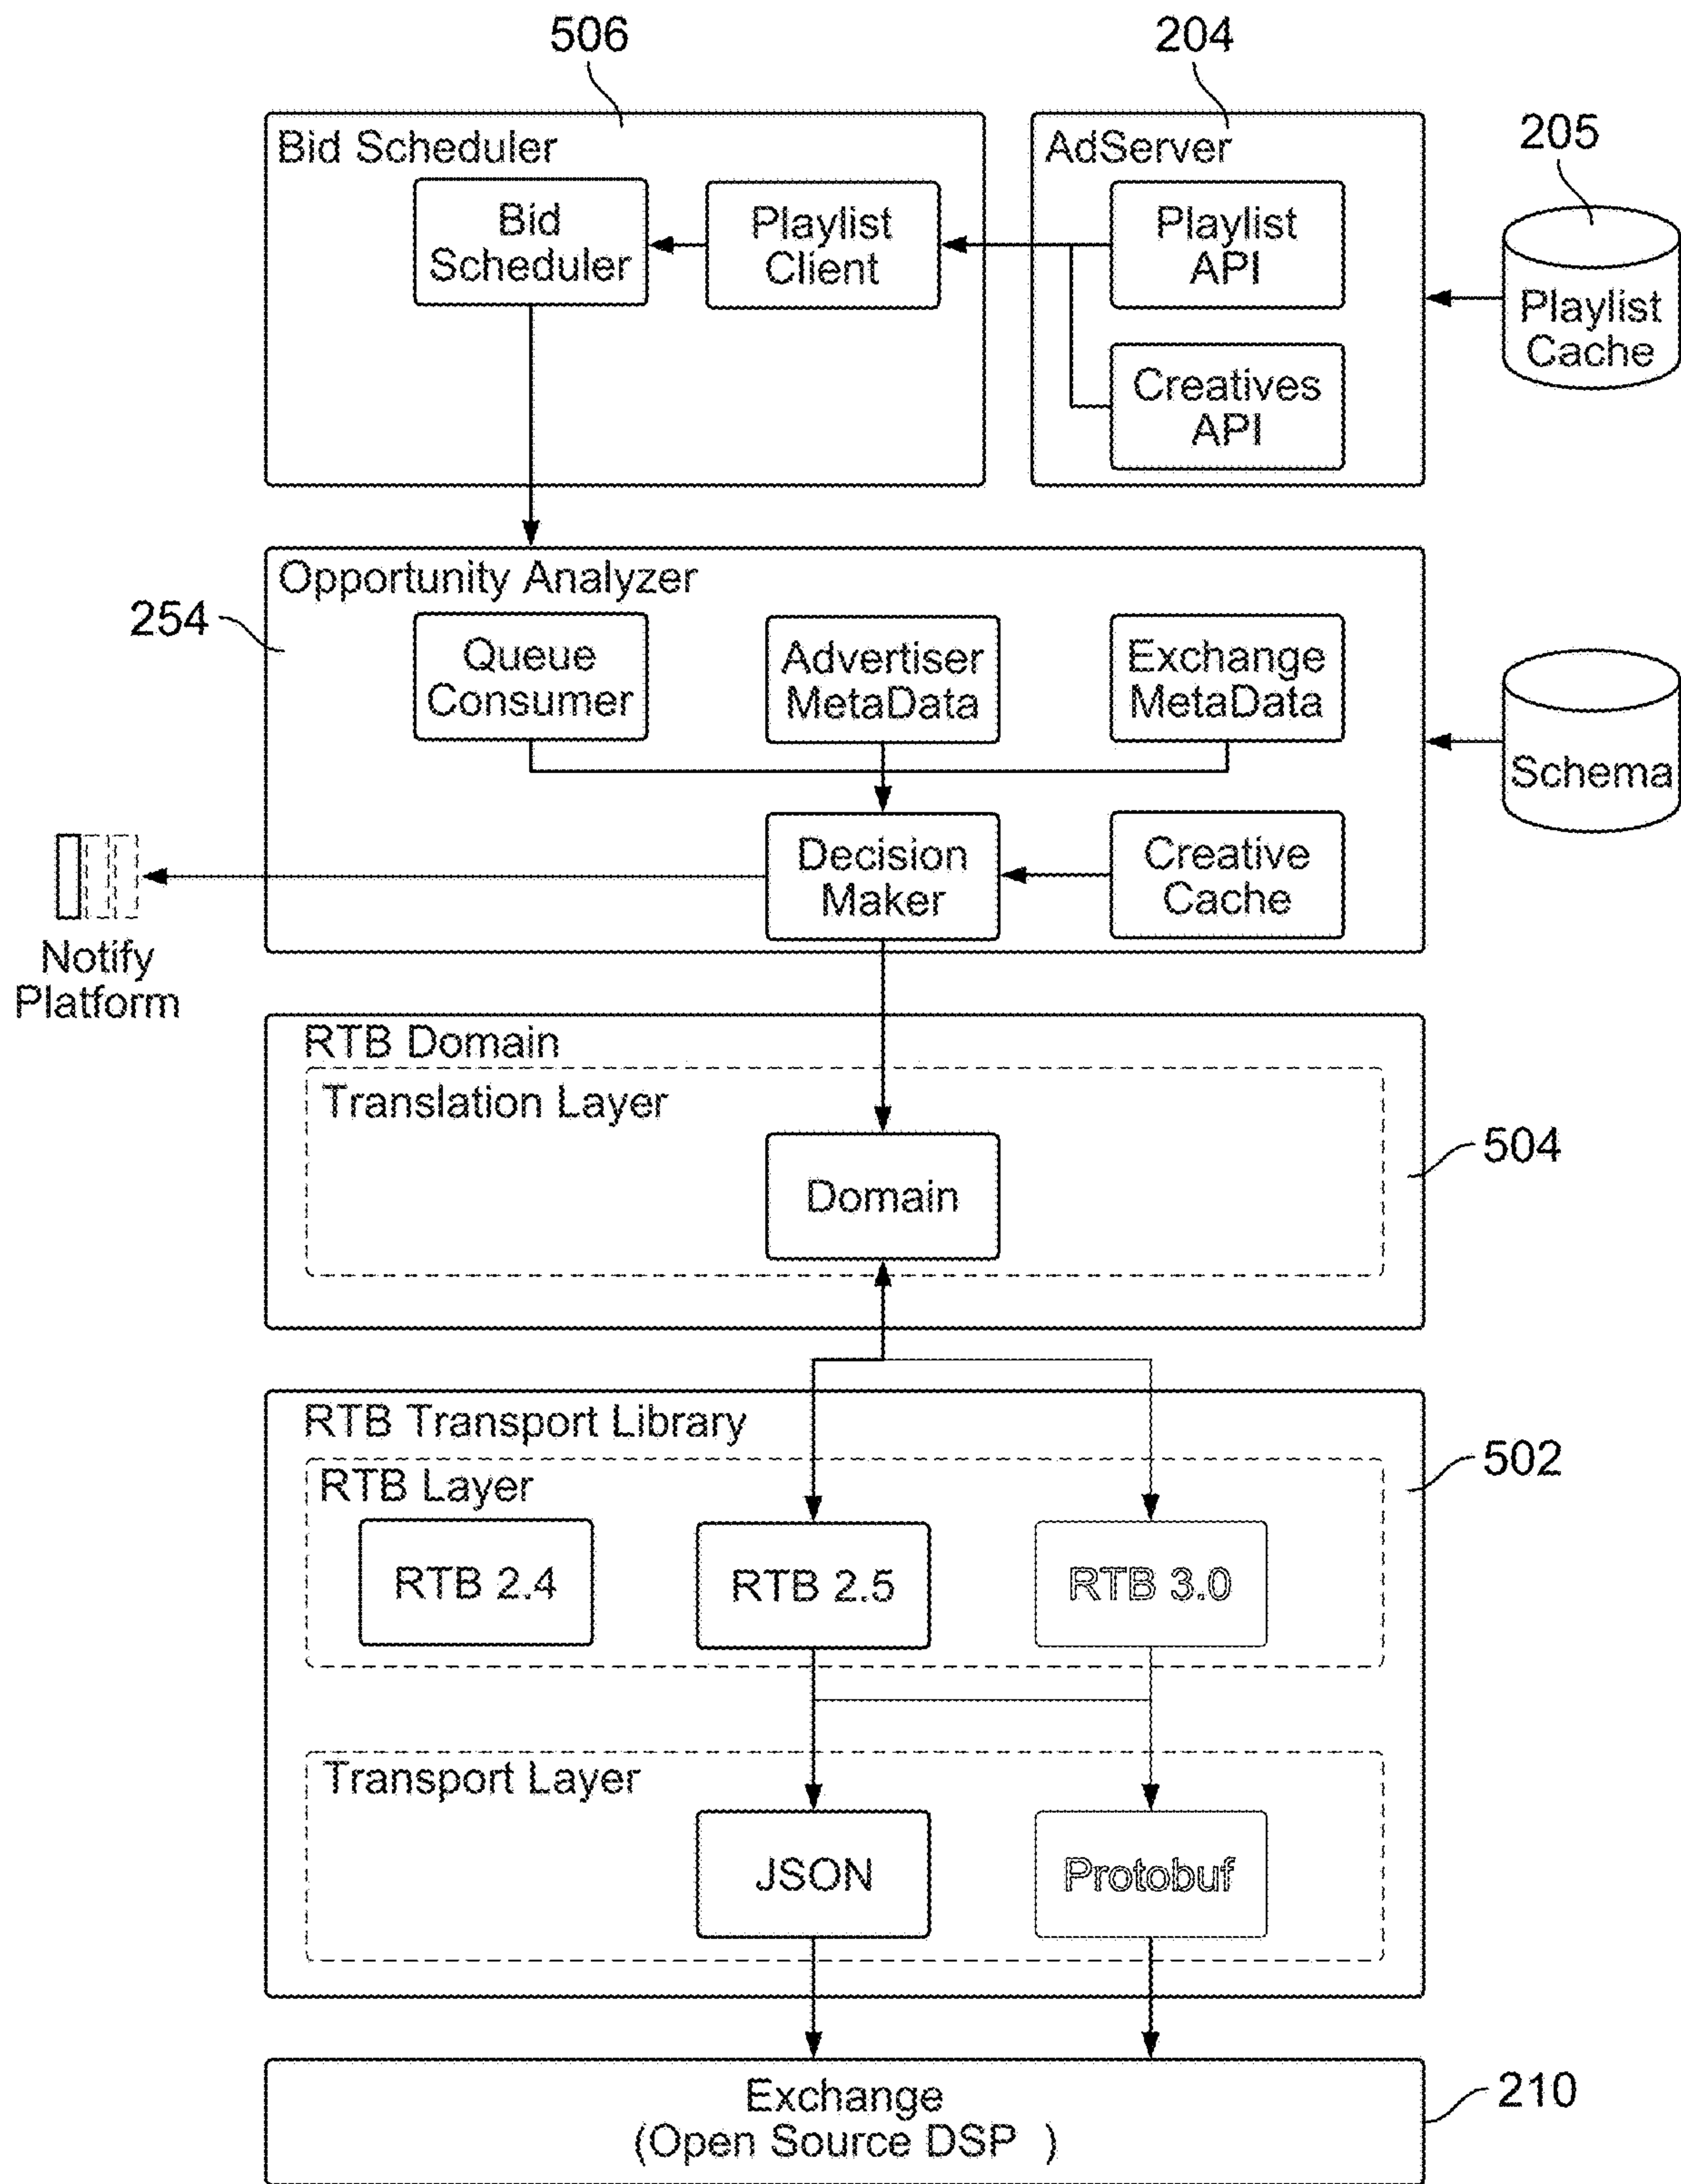 506
204
Bid Scheduler
AdServer
205
Bid
Scheduler
Playlist
Client
Playlist
API
Playlist
Cache
Creatives
API
Opportunity Analyzer
254
Queue
Consumer
Advertiser
MetaData
Exchange
MetaData
Schema
Decision
Maker
Creative
Cache
Notify
Platform
RTB Domain
Translation Layer
504
Domain
RTB Transport Library
502
RTB Layer
RTB 2.4
RTB 2.5
RTB 3.0
Transport Layer
JSON
Protobuf
Exchange
(Open Source DSP )
210